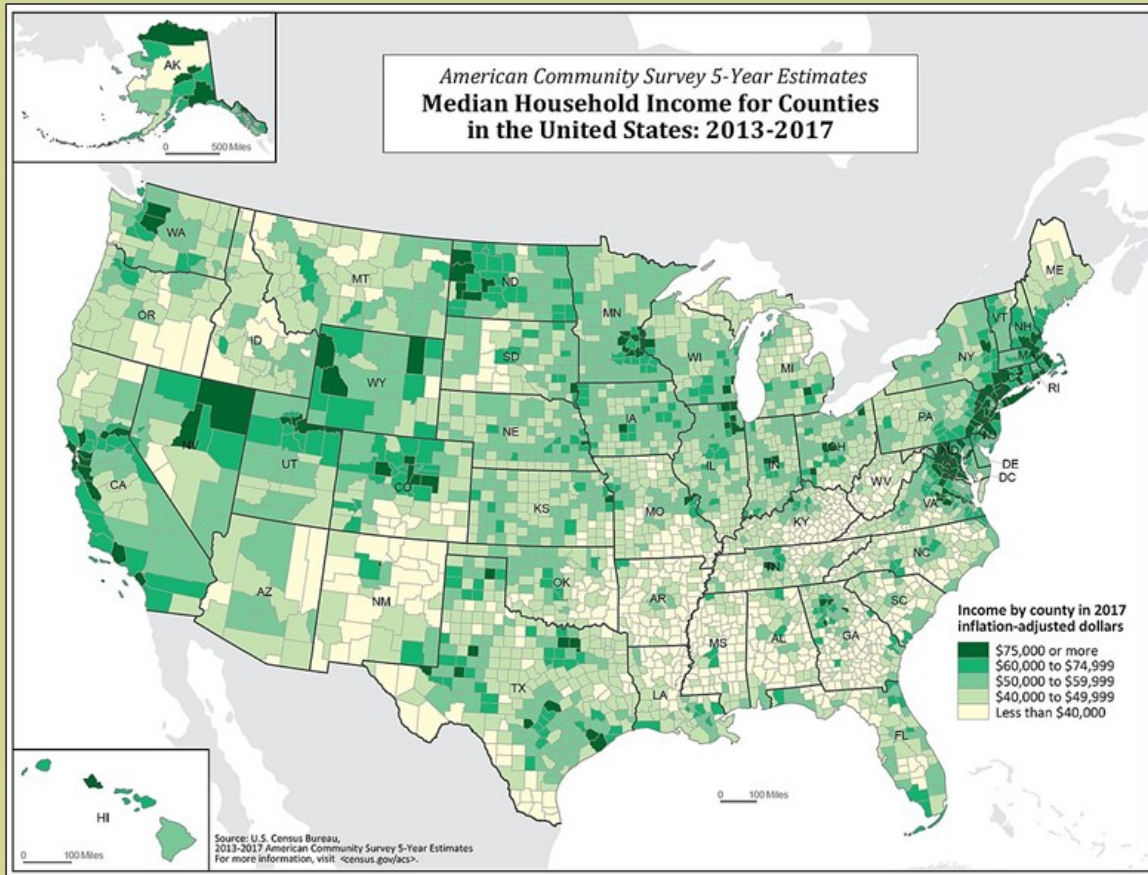 American Community Survey 5-Year Estimates
Median Household Income for Counties
in the United States: 2013-2017
AK
0 500 Miles
WA
MT
ND
MN
ME
OR
ID
WY
SD
WI
MI
NY
VT
NH
MA
RI
NV
UT
CO
NE
IA
IL
IN
OH
PA
NJ
MD
DE
DC
CA
KS
MO
KY
WV
VA
AZ
NM
OK
AR
TN
NC
SC
TX
LA
MS
AL
GA
FL
Income by county in 2017
inflation-adjusted dollars
$75,000 or more
$60,000 to $74,999
$50,000 to $59,999
$40,000 to $49,999
Less than $40,000
0 100 Miles
HI
0 100 Miles
Source: U.S. Census Bureau,
2013-2017 American Community Survey 5-Year Estimates
For more information, visit <census.gov/acs>.